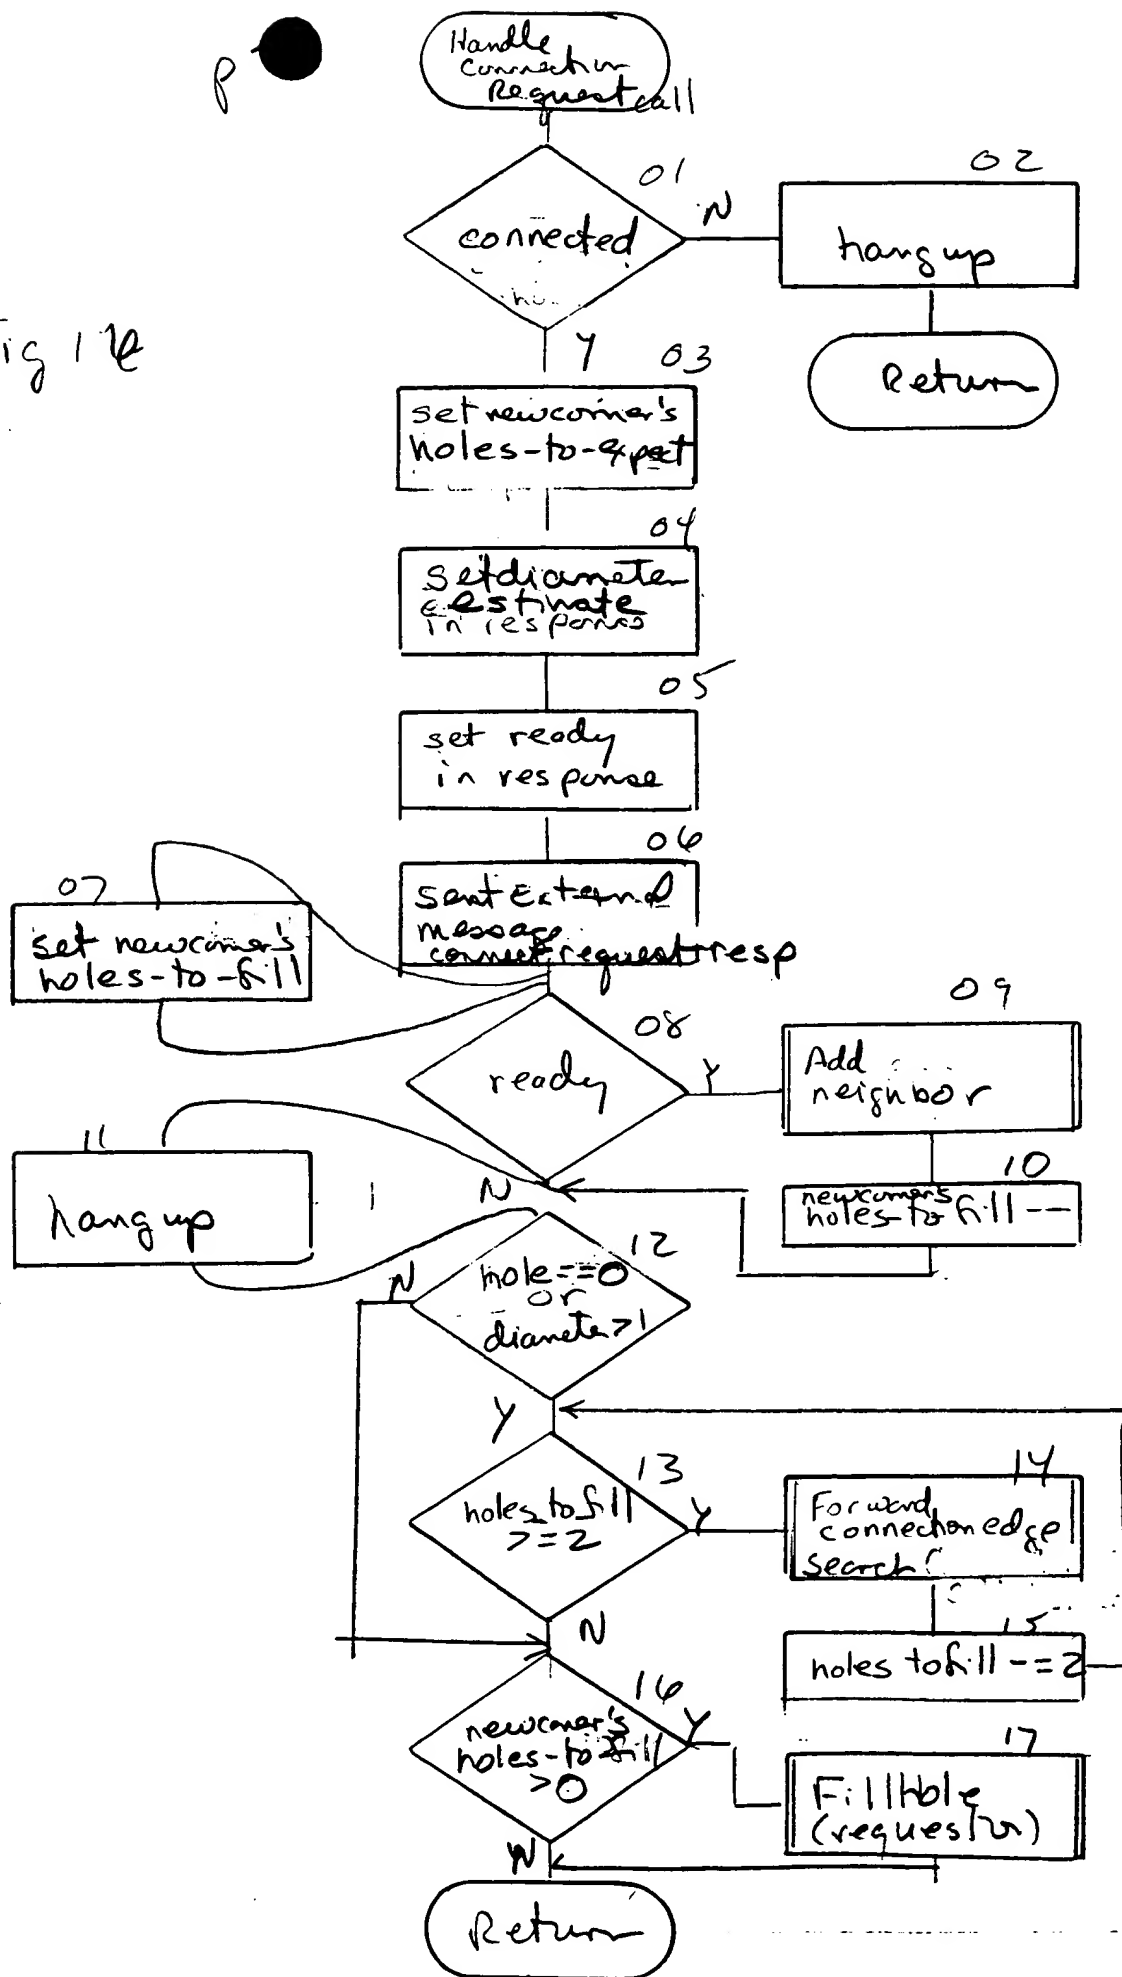 Handle
Connection
Request call
01
connected
N
02
hang up
Return
Y
03
set newcomer's
holes-to-expect
04
set diameter
estimate
in response
05
set ready
in response
06
sent External
message
connect request resp
07
set newcomer's
holes-to-fill
08
ready
Y
09
Add
neighbor
10
newcomer's
holes-to fill --
N
11
hang up
12
hole==0
or
diameter>1
N
Y
13
holes to fill
>=2
Y
14
Forward
connection edge
search (
15
holes to fill -=2
N
16
newcomer's
holes-to-fill
>0
Y
17
Fill Hole
(requestor)
N
Return